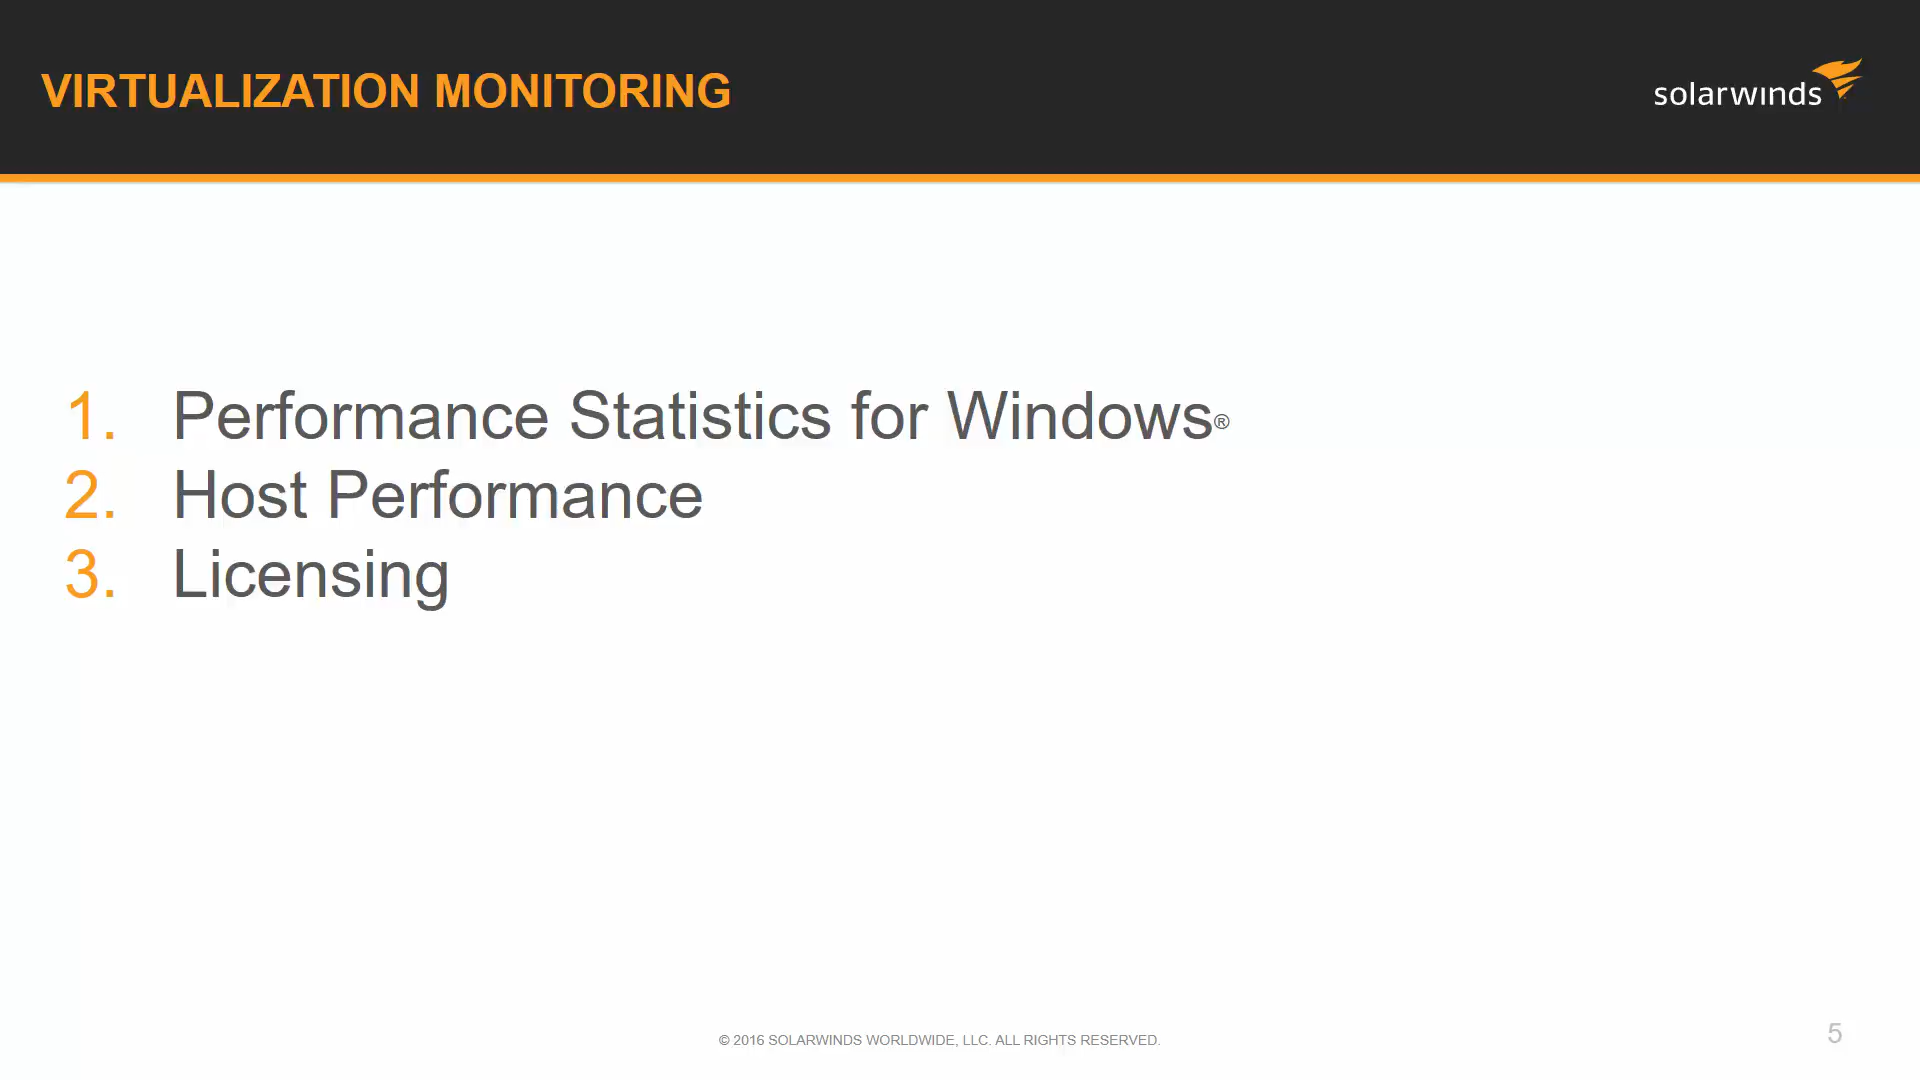 VIRTUALIZATION MONITORING
solarwinds
1. Performance Statistics for Windows®
2. Host Performance
3. Licensing
© 2016 SOLARWINDS WORLDWIDE, LLC. ALL RIGHTS RESERVED.
5